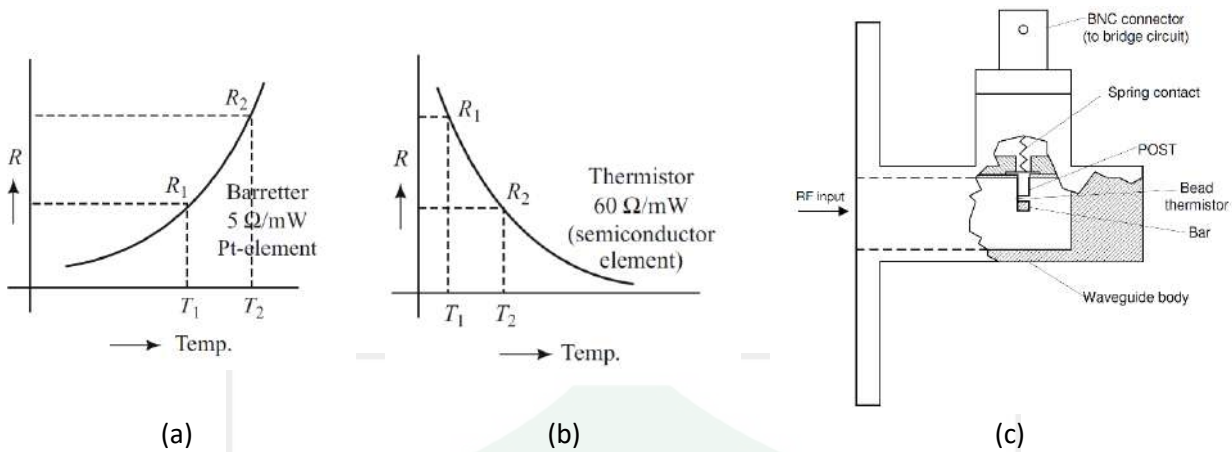 R
R₂
R₁
Barretter
5 Ω/mW
Pt-element
T₁
T₂
Temp.
(a)
R
R₁
R₂
Thermistor
60 Ω/mW
(semiconductor
element)
T₁
T₂
Temp.
(b)
BNC connector
(to bridge circuit)
Spring contact
POST
Bead
thermistor
Bar
RF input
Waveguide body
(c)